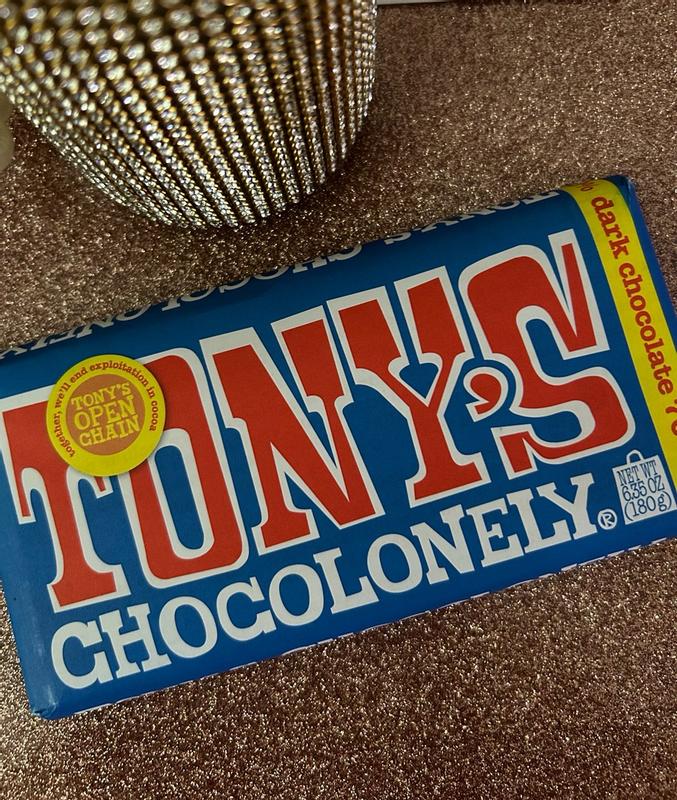 TONY'S
CHOCOLONELY®
together, we'll end exploitation in cocoa
TONY'S
OPEN
CHAIN
dark chocolate
NET WT
6.35 OZ
(180g)